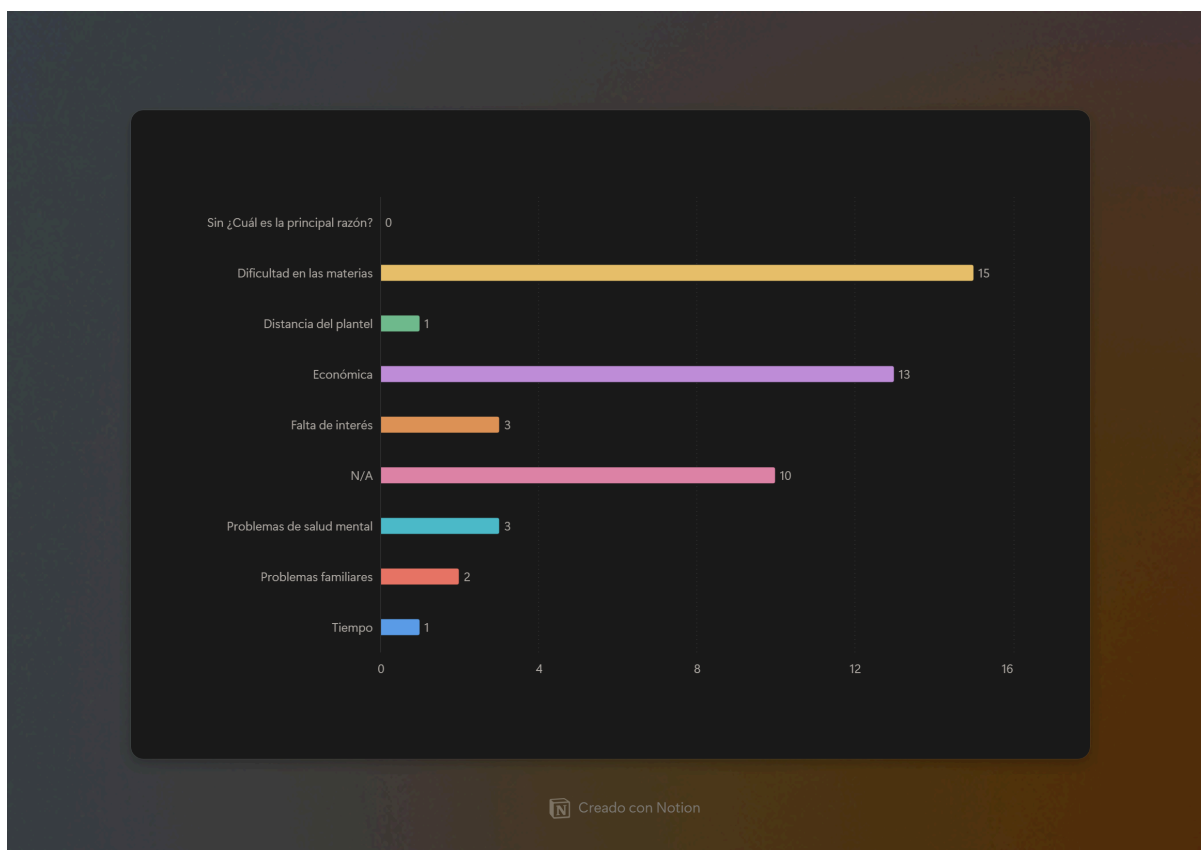 Sin ¿Cuál es la principal razón? 0
Dificultad en las materias 15
Distancia del plantel 1
Económica 13
Falta de interés 3
N/A 10
Problemas de salud mental 3
Problemas familiares 2
Tiempo 1
0 4 8 12 16
Creado con Notion